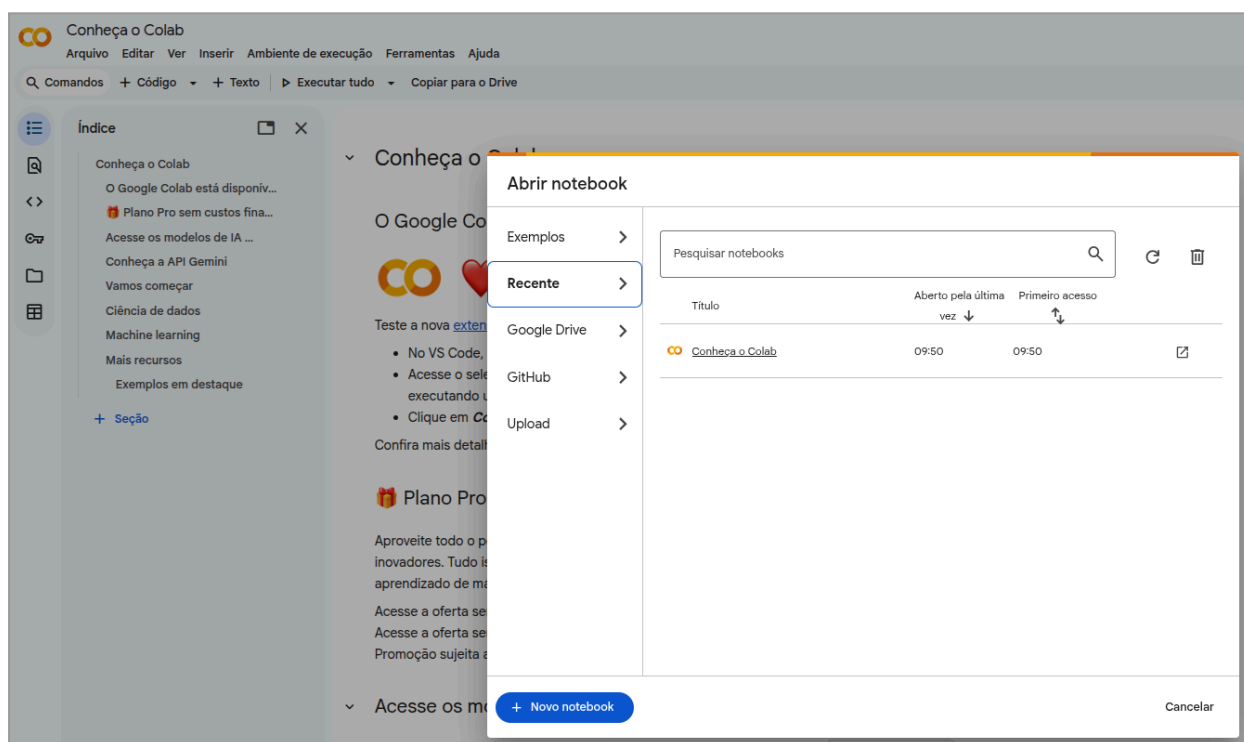 Conheça o Colab
Arquivo Editar Ver Inserir Ambiente de execução Ferramentas Ajuda
Comandos + Código + Texto Executar tudo Copiar para o Drive
Índice
Conheça o Colab
O Google Colab está disponív...
Plano Pro sem custos fina...
Acesse os modelos de IA ...
Conheça a API Gemini
Vamos começar
Ciência de dados
Machine learning
Mais recursos
Exemplos em destaque
+ Seção
Conheça o
O Google Co
Teste a nova exten
• No VS Code,
• Acesse o sele
executando
• Clique em Co
Confira mais detalh
Plano Pro
Aproveite todo o p
inovadores. Tudo is
aprendizado de ma
Acesse a oferta se
Acesse a oferta se
Promoção sujeita a
Acesse os mo
Abrir notebook
Exemplos
Recente
Google Drive
GitHub
Upload
Pesquisar notebooks
Título
Aberto pela última
vez
Primeiro acesso
Conheça o Colab 09:50 09:50
+ Novo notebook
Cancelar